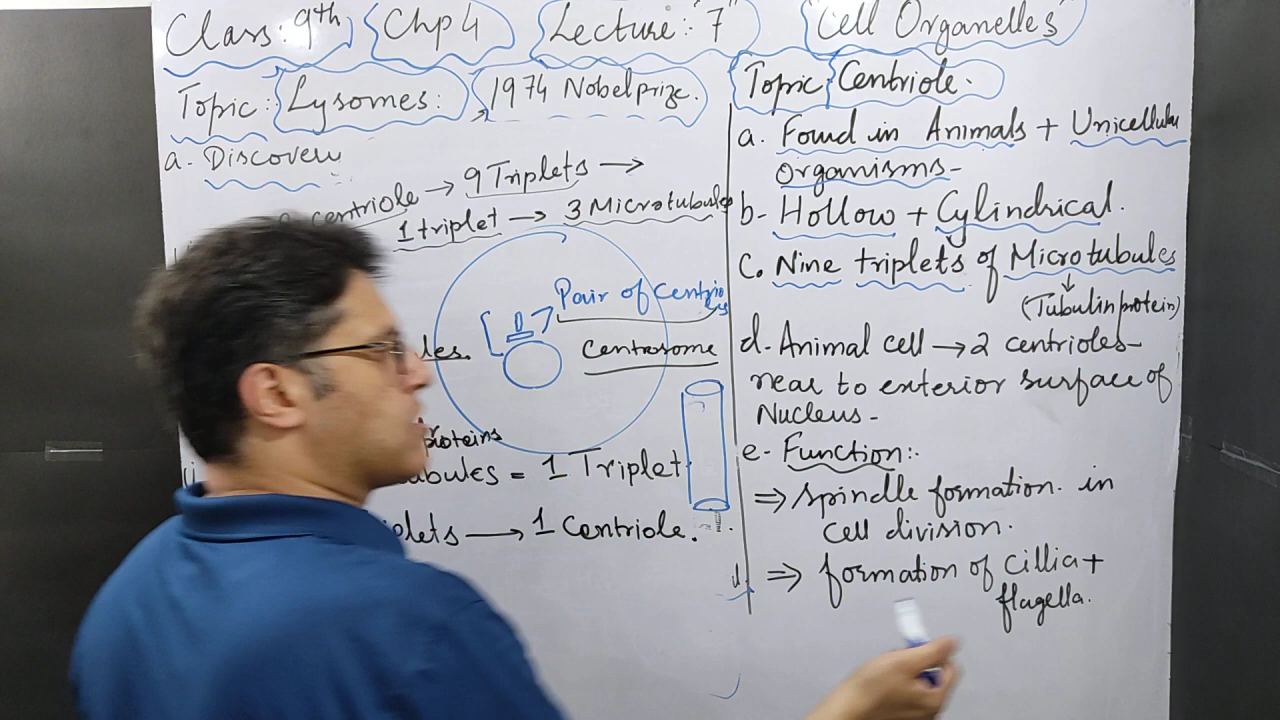 Class: 9th Chp 4 Lecture: "7" "Cell Organelles"
Topic: Lysomes: 1974 Nobel prize.
a. Discovery
centriole → 9 Triplets →
1 triplet → 3 Microtubules
Pair of Centrioles
Centrosome
les.
proteins
bules = 1 Triplet
plets → 1 Centriole.
Topic Centriole.
a. Found in Animals + Unicellular
Organisms-
b- Hollow + Cylindrical.
c. Nine triplets of Microtubules
↓
(Tubulin protein)
d- Animal cell → 2 centrioles-
near to exterior surface of
Nucleus-
e- Function:-
⇒ spindle formation. in
cell division.
⇒ formation of Cillia +
flagella.